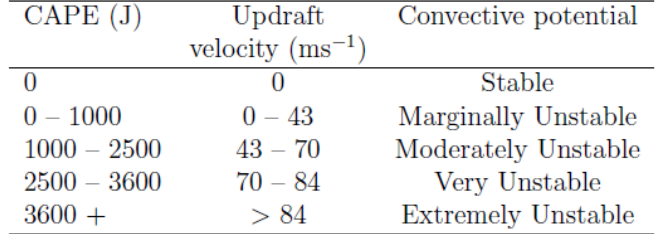 CAPE (J) Updraft Convective potential
velocity (ms⁻¹)
0 0 Stable
0 – 1000 0 – 43 Marginally Unstable
1000 – 2500 43 – 70 Moderately Unstable
2500 – 3600 70 – 84 Very Unstable
3600 + > 84 Extremely Unstable